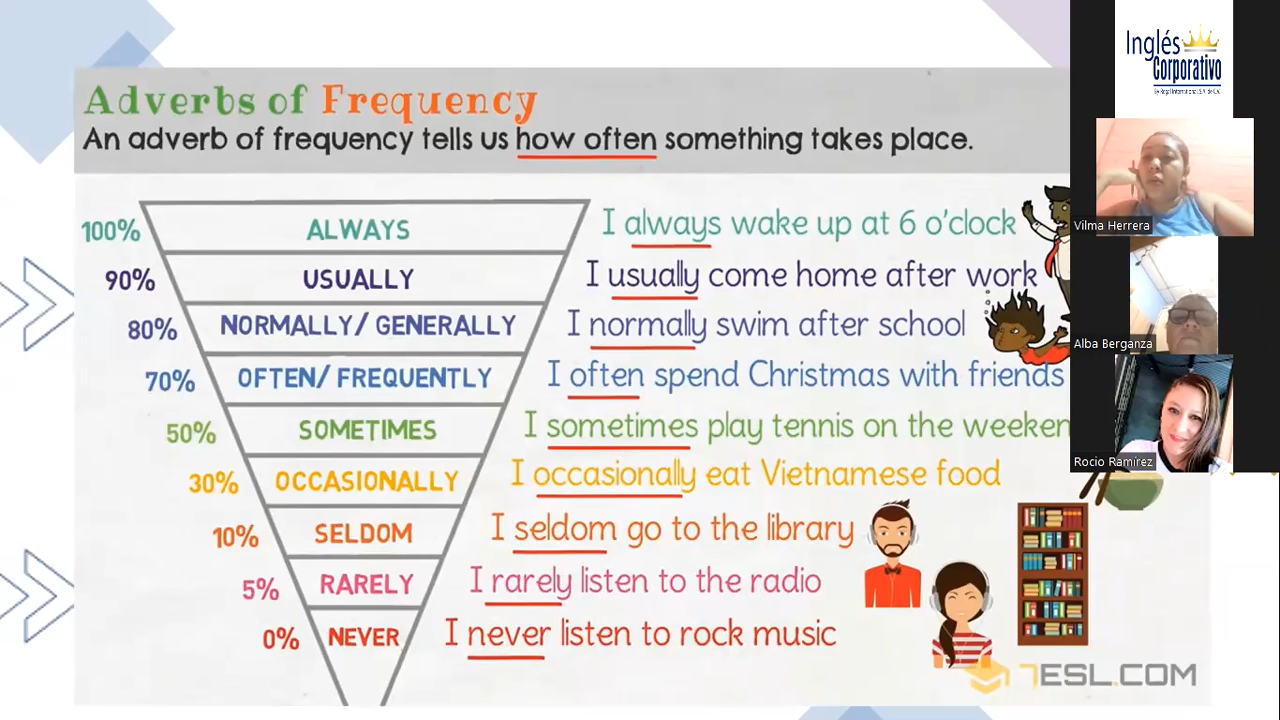 Adverbs of Frequency
An adverb of frequency tells us how often something takes place.
100% ALWAYS I always wake up at 6 o'clock
90% USUALLY I usually come home after work
80% NORMALLY/ GENERALLY I normally swim after school
70% OFTEN/ FREQUENTLY I often spend Christmas with friends
50% SOMETIMES I sometimes play tennis on the weeken
30% OCCASIONALLY I occasionally eat Vietnamese food
10% SELDOM I seldom go to the library
5% RARELY I rarely listen to the radio
0% NEVER I never listen to rock music
7ESL.COM
Inglés
Corporativo
Vilma Herrera
Alba Berganza
Rocio Ramírez